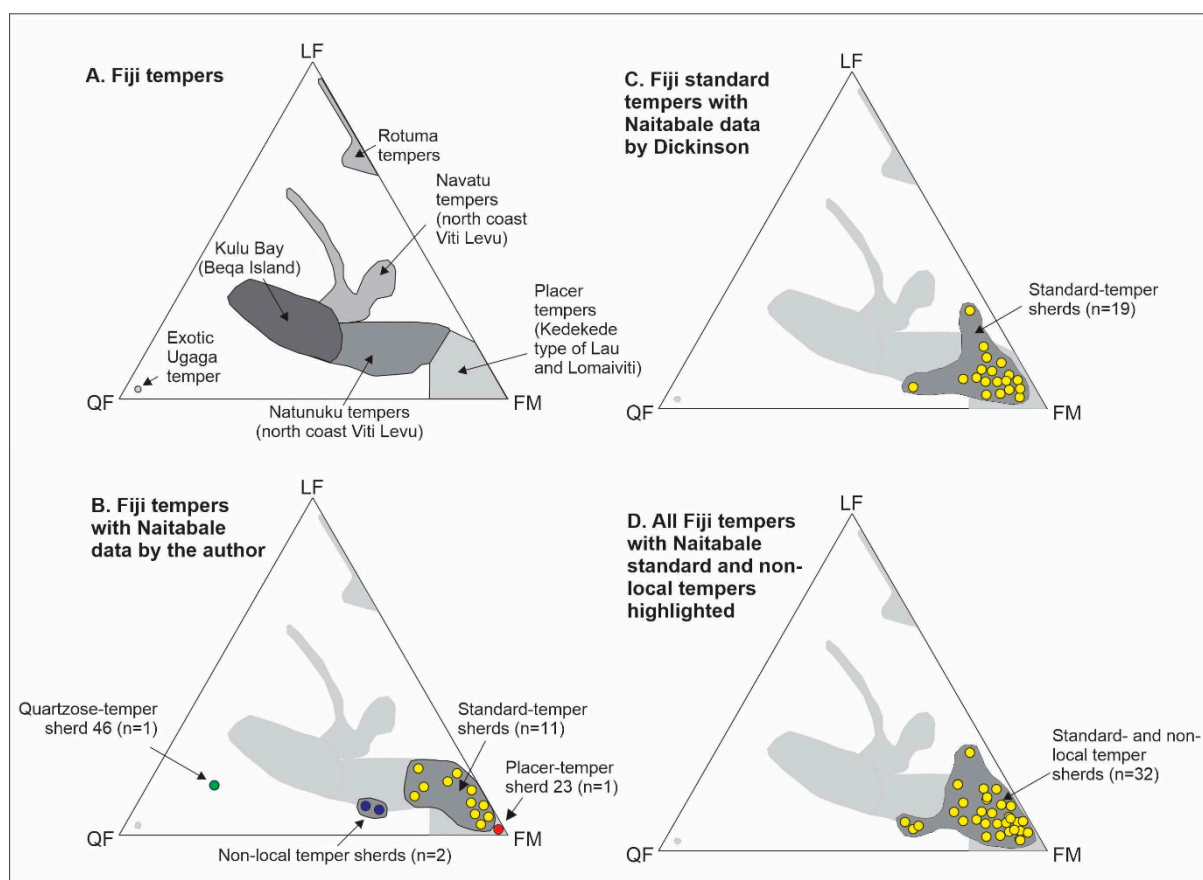 A. Fiji tempers
LF
Rotuma
tempers
Navatu
tempers
(north coast
Viti Levu)
Kulu Bay
(Beqa Island)
Placer
tempers
(Kedekede
type of Lau
and Lomaiviti)
Exotic
Ugaga
temper
QF
FM
Natunuku tempers
(north coast Viti Levu)
LF
C. Fiji standard
tempers with
Naitabale data
by Dickinson
Standard-temper
sherds (n=19)
QF
FM
B. Fiji tempers
with Naitabale
data by the author
LF
Quartzose-temper
sherd 46 (n=1)
Standard-temper
sherds (n=11)
Placer-temper
sherd 23 (n=1)
QF
FM
Non-local temper sherds (n=2)
LF
D. All Fiji tempers
with Naitabale
standard and non-
local tempers
highlighted
Standard- and non-
local temper
sherds (n=32)
QF
FM